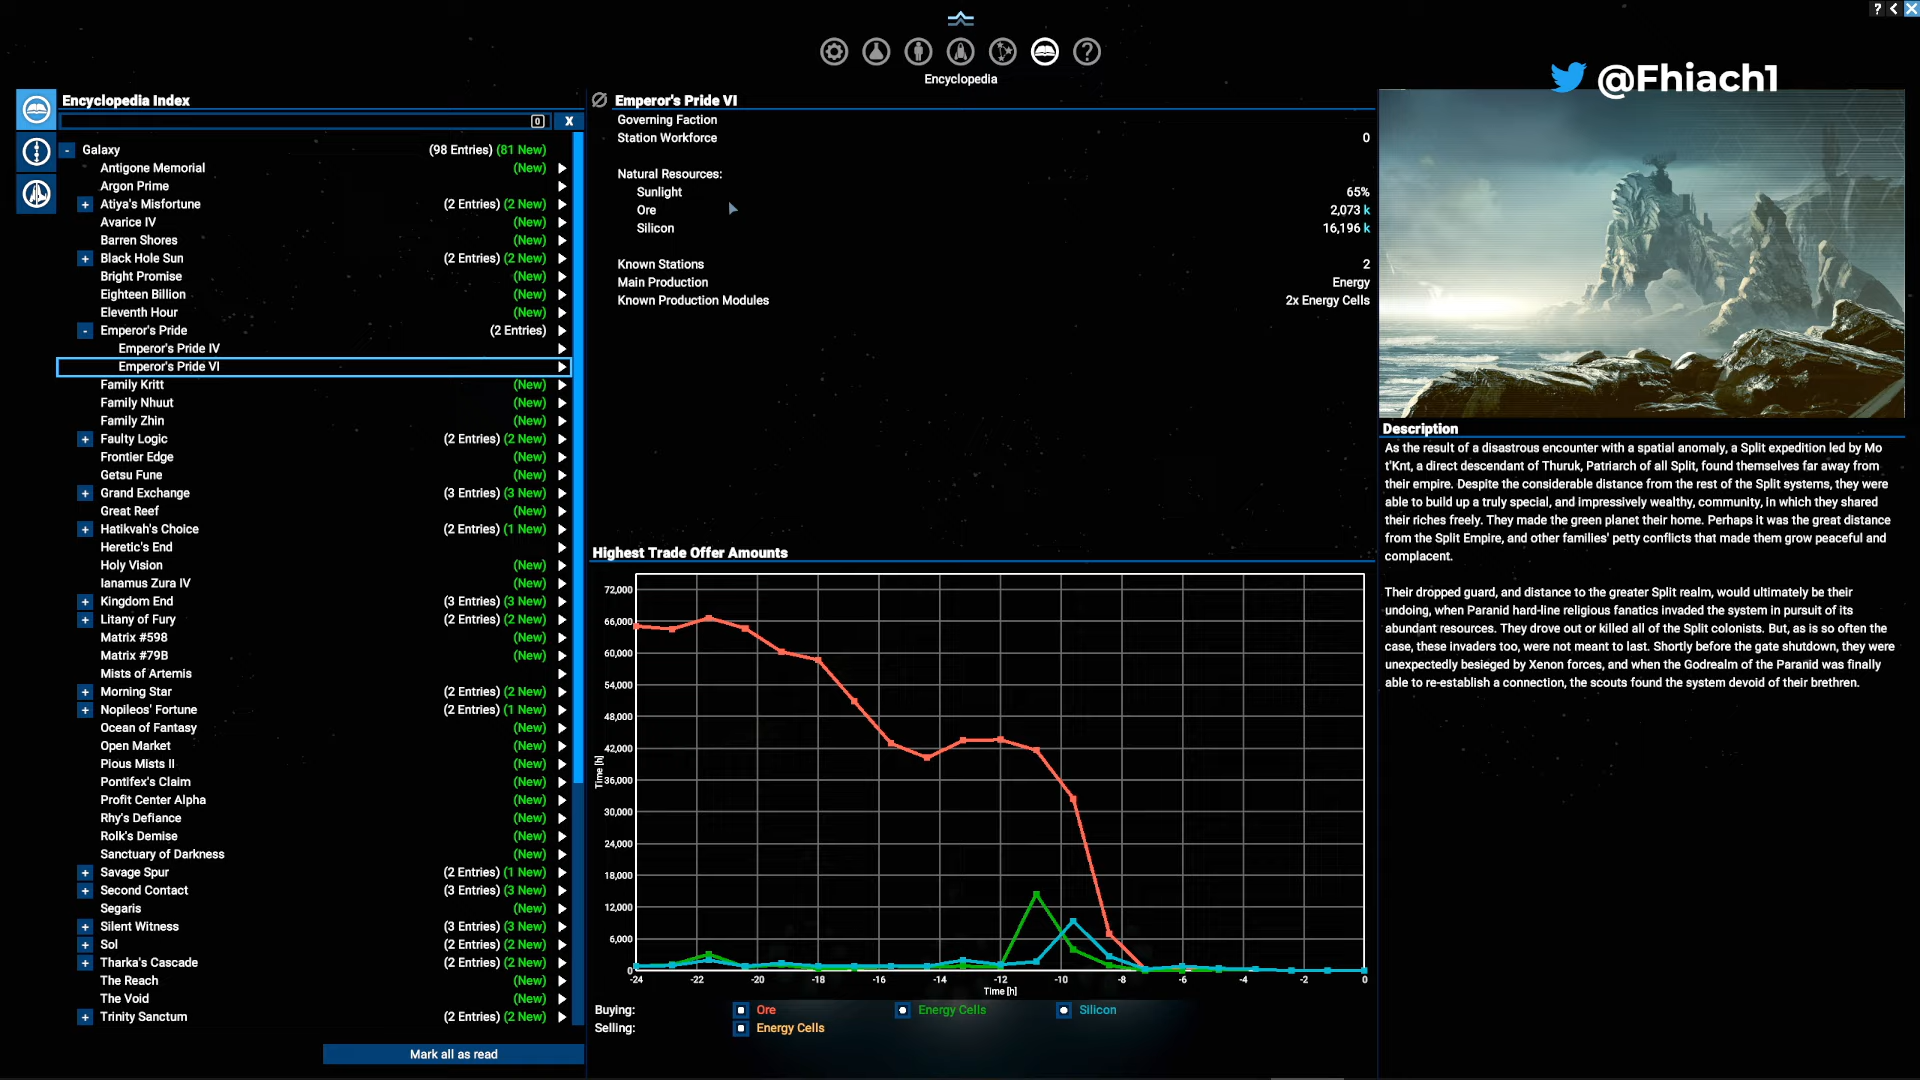 ? <
Encyclopedia
@Fhiach1
Encyclopedia Index
0 X
- Galaxy (98 Entries) (81 New)
Antigone Memorial (New)
Argon Prime
+ Atiya's Misfortune (2 Entries) (2 New)
Avarice IV (New)
Barren Shores (New)
+ Black Hole Sun (2 Entries) (2 New)
Bright Promise (New)
Eighteen Billion (New)
Eleventh Hour (New)
- Emperor's Pride (2 Entries)
Emperor's Pride IV
Emperor's Pride VI
Family Kritt (New)
Family Nhuut (New)
Family Zhin (New)
+ Faulty Logic (2 Entries) (2 New)
Frontier Edge (New)
Getsu Fune (New)
+ Grand Exchange (3 Entries) (3 New)
Great Reef (New)
+ Hatikvah's Choice (2 Entries) (1 New)
Heretic's End
Holy Vision (New)
Ianamus Zura IV (New)
+ Kingdom End (3 Entries) (3 New)
+ Litany of Fury (2 Entries) (2 New)
Matrix #598 (New)
Matrix #79B (New)
Mists of Artemis
+ Morning Star (2 Entries) (2 New)
+ Nopileos' Fortune (2 Entries) (1 New)
Ocean of Fantasy (New)
Open Market (New)
Pious Mists II (New)
Pontifex's Claim (New)
Profit Center Alpha (New)
Rhy's Defiance (New)
Rolk's Demise (New)
Sanctuary of Darkness (New)
+ Savage Spur (2 Entries) (1 New)
+ Second Contact (3 Entries) (3 New)
Segaris (New)
+ Silent Witness (3 Entries) (3 New)
+ Sol (2 Entries) (2 New)
+ Tharka's Cascade (2 Entries) (2 New)
The Reach (New)
The Void (New)
+ Trinity Sanctum (2 Entries) (2 New)
Mark all as read
Emperor's Pride VI
Governing Faction
Station Workforce 0
Natural Resources:
Sunlight 65%
Ore 2,073 k
Silicon 16,196 k
Known Stations 2
Main Production Energy
Known Production Modules 2x Energy Cells
Highest Trade Offer Amounts
72,000
66,000
60,000
54,000
48,000
42,000
36,000
30,000
24,000
18,000
12,000
6,000
0
Time [h]
-24 -22 -20 -18 -16 -14 -12 -10 -8 -6 -4 -2 0
Time [h]
Buying: Ore Energy Cells Silicon
Selling: Energy Cells
Description
As the result of a disastrous encounter with a spatial anomaly, a Split expedition led by Mo
t'Knt, a direct descendant of Thuruk, Patriarch of all Split, found themselves far away from
their empire. Despite the considerable distance from the rest of the Split systems, they were
able to build up a truly special, and impressively wealthy, community, in which they shared
their riches freely. They made the green planet their home. Perhaps it was the great distance
from the Split Empire, and other families' petty conflicts that made them grow peaceful and
complacent.
Their dropped guard, and distance to the greater Split realm, would ultimately be their
undoing, when Paranid hard-line religious fanatics invaded the system in pursuit of its
abundant resources. They drove out or killed all of the Split colonists. But, as is so often the
case, these invaders too, were not meant to last. Shortly before the gate shutdown, they were
unexpectedly besieged by Xenon forces, and when the Godrealm of the Paranid was finally
able to re-establish a connection, the scouts found the system devoid of their brethren.